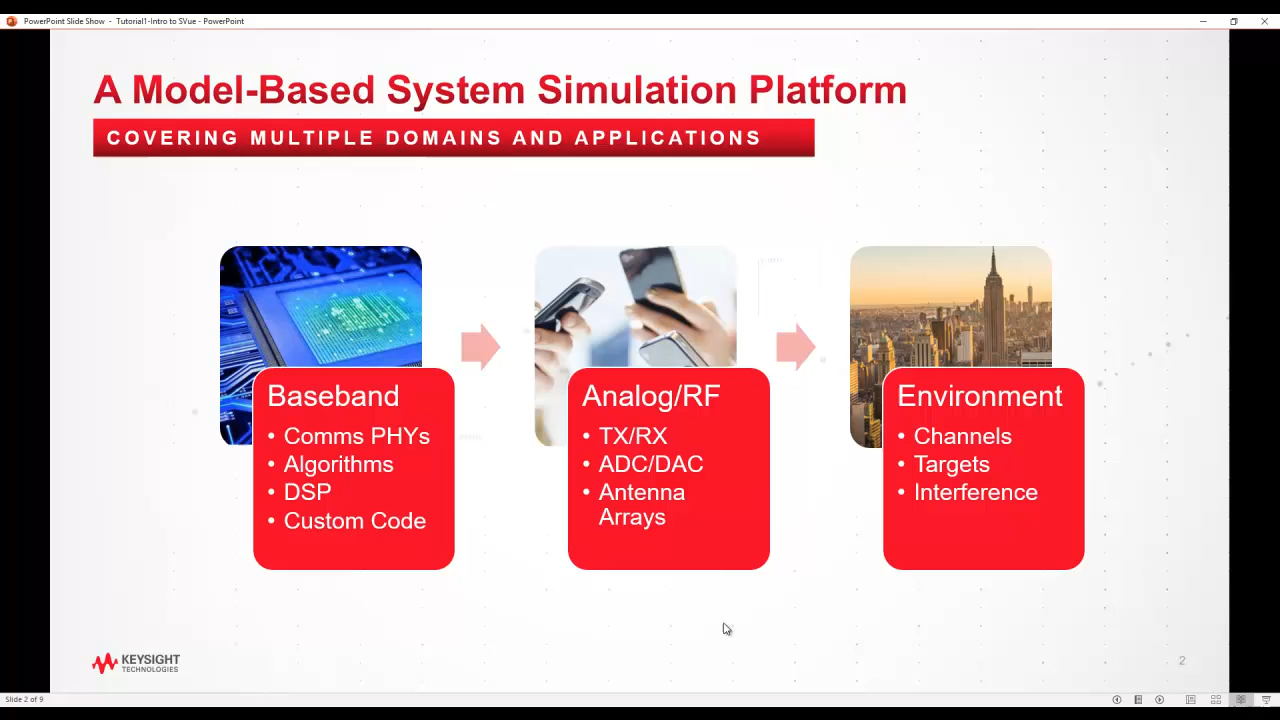 PowerPoint Slide Show - Tutorial1-Intro to SVue - PowerPoint
A Model-Based System Simulation Platform
COVERING MULTIPLE DOMAINS AND APPLICATIONS
Baseband
• Comms PHYs
• Algorithms
• DSP
• Custom Code
Analog/RF
• TX/RX
• ADC/DAC
• Antenna
Arrays
Environment
• Channels
• Targets
• Interference
KEYSIGHT
TECHNOLOGIES
2
Slide 2 of 9